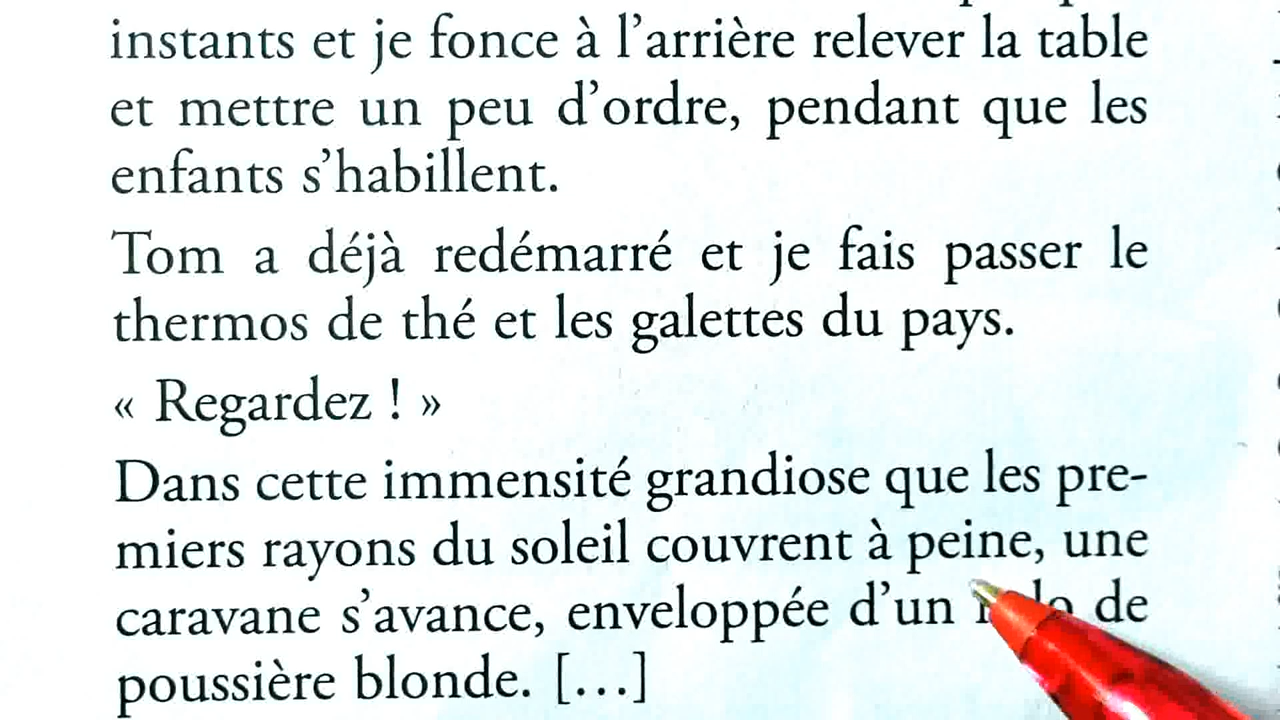 instants et je fonce à l'arrière relever la table
et mettre un peu d'ordre, pendant que les
enfants s'habillent.
Tom a déjà redémarré et je fais passer le
thermos de thé et les galettes du pays.
« Regardez ! »
Dans cette immensité grandiose que les pre-
miers rayons du soleil couvrent à peine, une
caravane s'avance, enveloppée d'un de
poussière blonde. […]